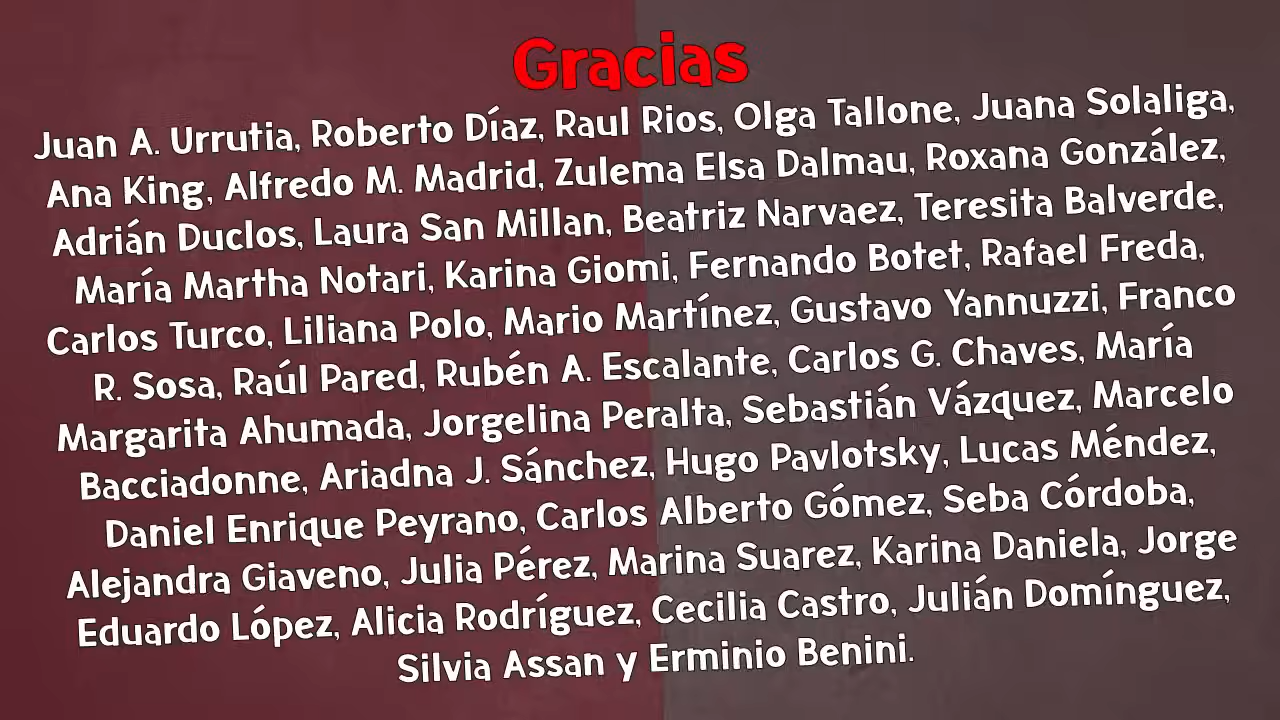 Gracias
Juan A. Urrutia, Roberto Díaz, Raul Rios, Olga Tallone, Juana Solaliga,
Ana King, Alfredo M. Madrid, Zulema Elsa Dalmau, Roxana González,
Adrián Duclos, Laura San Millan, Beatriz Narvaez, Teresita Balverde,
María Martha Notari, Karina Giomi, Fernando Botet, Rafael Freda,
Carlos Turco, Liliana Polo, Mario Martínez, Gustavo Yannuzzi, Franco
R. Sosa, Raúl Pared, Rubén A. Escalante, Carlos G. Chaves, María
Margarita Ahumada, Jorgelina Peralta, Sebastián Vázquez, Marcelo
Bacciadonne, Ariadna J. Sánchez, Hugo Pavlotsky, Lucas Méndez,
Daniel Enrique Peyrano, Carlos Alberto Gómez, Seba Córdoba,
Alejandra Giaveno, Julia Pérez, Marina Suarez, Karina Daniela, Jorge
Eduardo López, Alicia Rodríguez, Cecilia Castro, Julián Domínguez,
Silvia Assan y Erminio Benini.